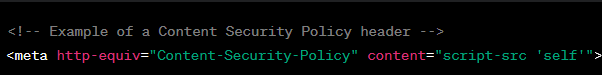 <!-- Example of a Content Security Policy header -->
<meta http-equiv="Content-Security-Policy" content="script-src 'self'">